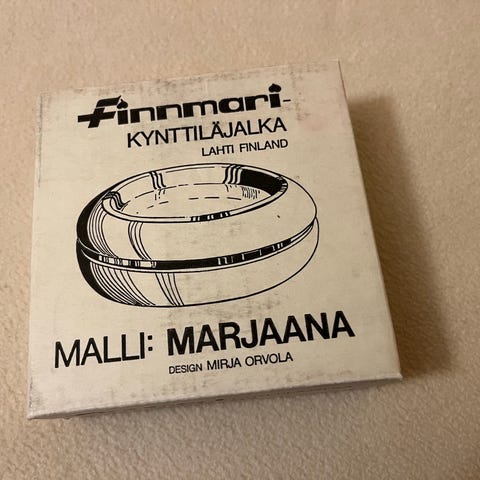 finnmari-
KYNTTILÄJALKA
LAHTI FINLAND
MALLI: MARJAANA
DESIGN MIRJA ORVOLA